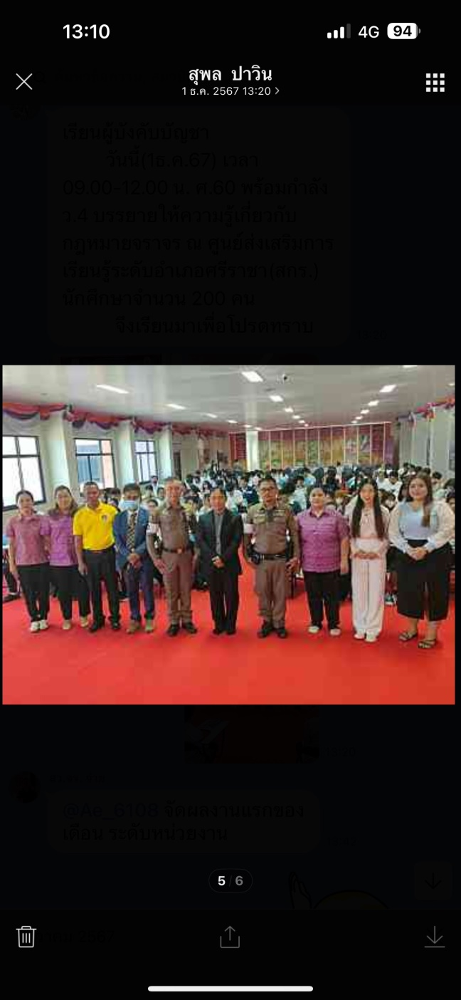 13:10
4G 94
สุพล ปาวิน
1 ธ.ค. 2567 13:20
เรียนผู้บังคับบัญชา
วันนี้(1ธ.ค.67) เวลา
09.00-12.00 น. ศ.60 พร้อมกำลัง
ว.4 บรรยายให้ความรู้เกี่ยวกับ
กฎหมายจราจร ณ ศูนย์ส่งเสริมการ
เรียนรู้ระดับอำเภอศรีราชา(สกร.)
นักศึกษาจำนวน 200 คน
จึงเรียนมาเพื่อโปรดทราบ
@Ae_6108 จัดผลงานแรกของ
เดือน ระดับหน่วยงาน
5/6